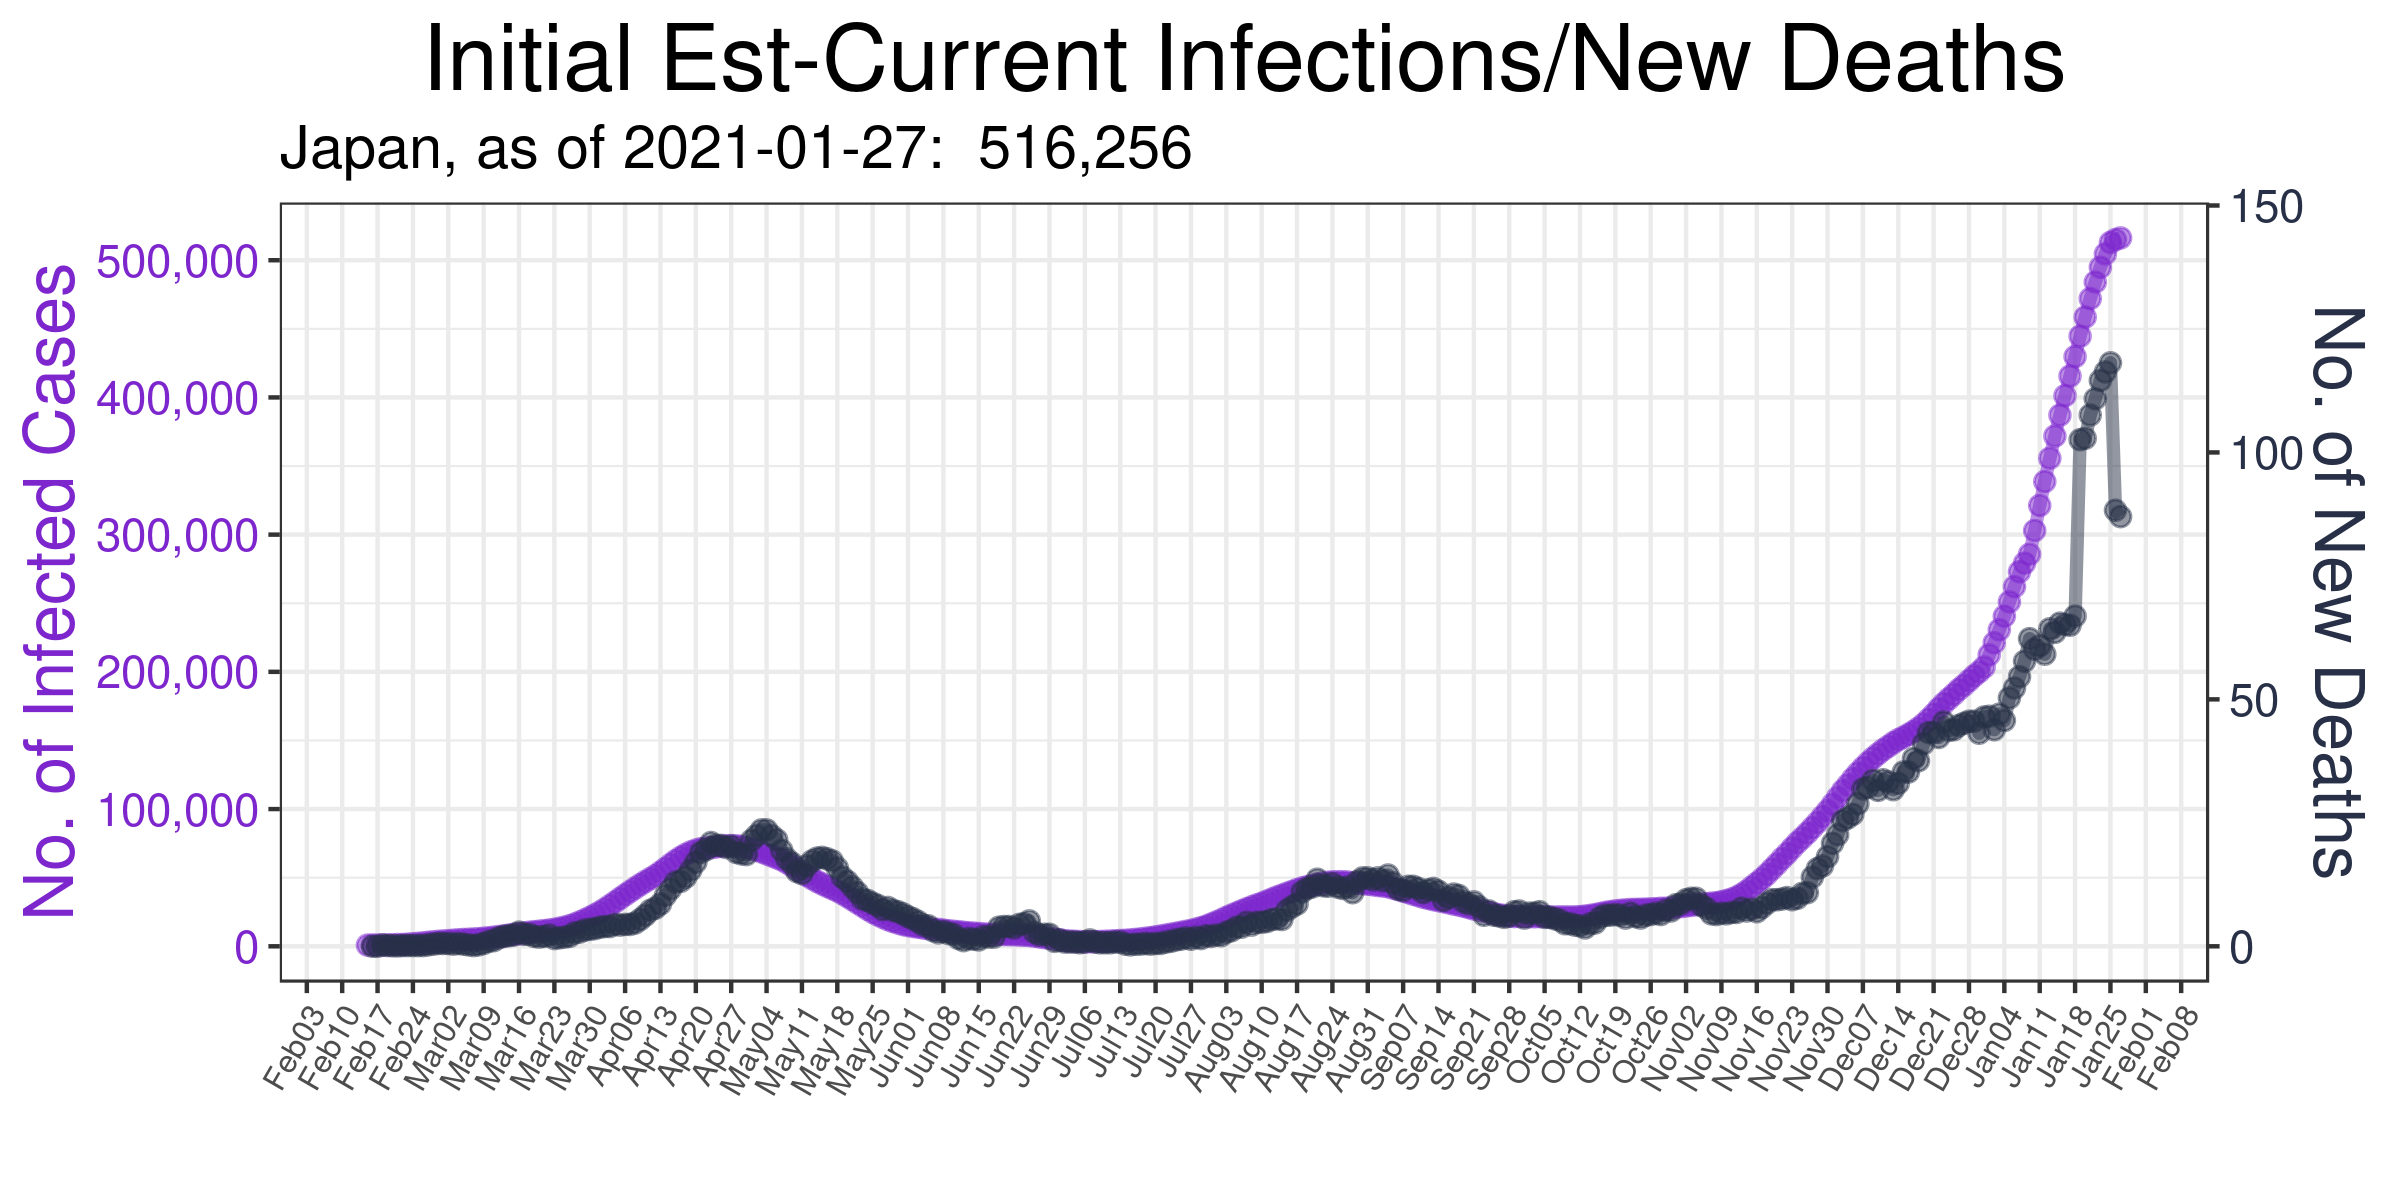 Initial Est-Current Infections/New Deaths
Japan, as of 2021-01-27:  516,256
No. of Infected Cases
500,000
400,000
300,000
200,000
100,000
0
150
100
50
0
No. of New Deaths
Feb03
Feb10
Feb17
Feb24
Mar02
Mar09
Mar16
Mar23
Mar30
Apr06
Apr13
Apr20
Apr27
May04
May11
May18
May25
Jun01
Jun08
Jun15
Jun22
Jun29
Jul06
Jul13
Jul20
Jul27
Aug03
Aug10
Aug17
Aug24
Aug31
Sep07
Sep14
Sep21
Sep28
Oct05
Oct12
Oct19
Oct26
Nov02
Nov09
Nov16
Nov23
Nov30
Dec07
Dec14
Dec21
Dec28
Jan04
Jan11
Jan18
Jan25
Feb01
Feb08